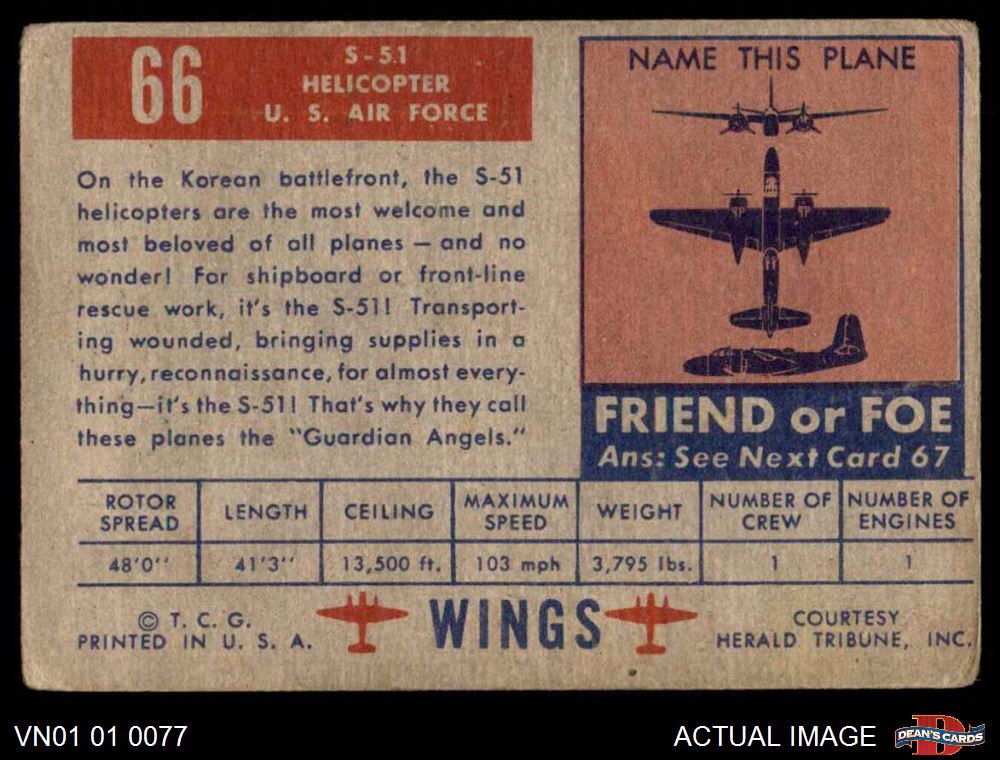 66
S-51
HELICOPTER
U. S. AIR FORCE
On the Korean battlefront, the S-51
helicopters are the most welcome and
most beloved of all planes — and no
wonder! For shipboard or front-line
rescue work, it's the S-51! Transport-
ing wounded, bringing supplies in a
hurry, reconnaissance, for almost every-
thing—it's the S-51! That's why they call
these planes the "Guardian Angels."
NAME THIS PLANE
FRIEND or FOE
Ans: See Next Card 67
ROTOR SPREAD LENGTH CEILING MAXIMUM SPEED WEIGHT NUMBER OF CREW NUMBER OF ENGINES
48'0'' 41'3'' 13,500 ft. 103 mph 3,795 lbs. 1 1
© T. C. G.
PRINTED IN U. S. A.
WINGS
COURTESY
HERALD TRIBUNE, INC.
VN01 01 0077
ACTUAL IMAGE
D
DEAN'S CARDS